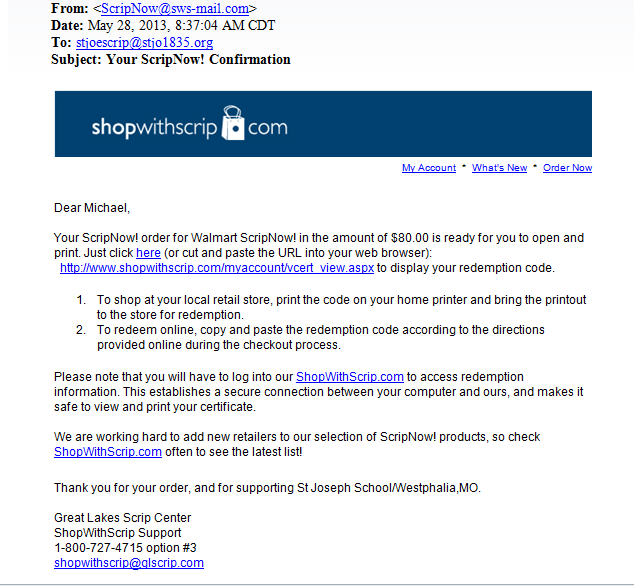 From: <ScripNow@sws-mail.com>
Date: May 28, 2013, 8:37:04 AM CDT
To: stjoescrip@stjo1835.org
Subject: Your ScripNow! Confirmation
shopwithscrip com
My Account * What's New * Order Now
Dear Michael,
Your ScripNow! order for Walmart ScripNow! in the amount of $80.00 is ready for you to open and
print. Just click here (or cut and paste the URL into your web browser):
http://www.shopwithscrip.com/myaccount/vcert_view.aspx to display your redemption code.
1. To shop at your local retail store, print the code on your home printer and bring the printout
to the store for redemption.
2. To redeem online, copy and paste the redemption code according to the directions
provided online during the checkout process.
Please note that you will have to log into our ShopWithScrip.com to access redemption
information. This establishes a secure connection between your computer and ours, and makes it
safe to view and print your certificate.
We are working hard to add new retailers to our selection of ScripNow! products, so check
ShopWithScrip.com often to see the latest list!
Thank you for your order, and for supporting St Joseph School/Westphalia,MO.
Great Lakes Scrip Center
ShopWithScrip Support
1-800-727-4715 option #3
shopwithscrip@glscrip.com